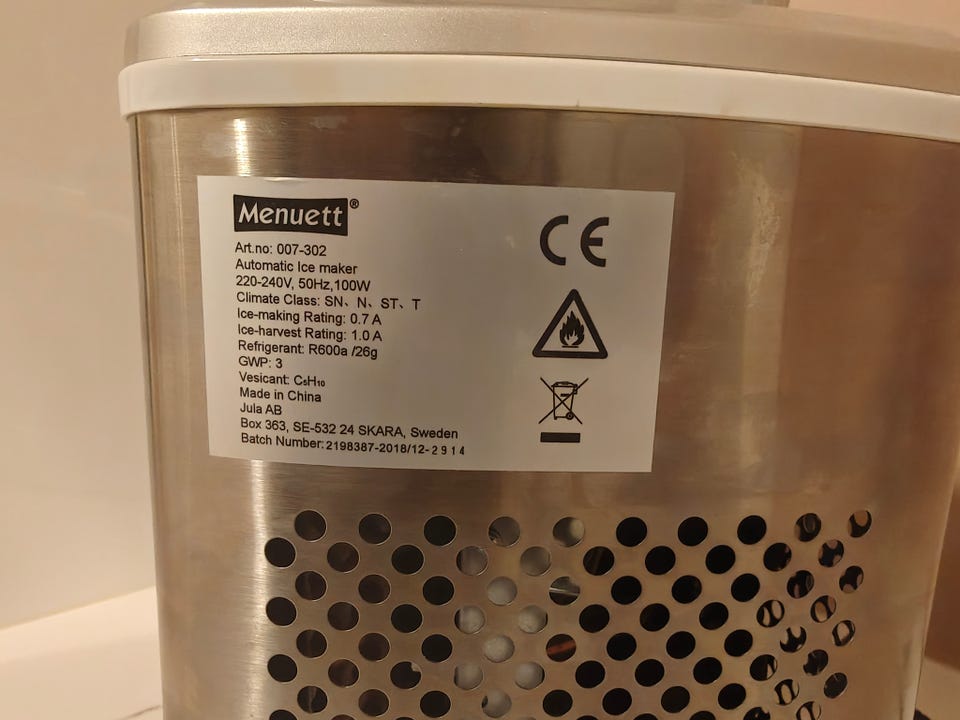 Menuett®
Art.no: 007-302
Automatic Ice maker
220-240V, 50Hz,100W
Climate Class: SN、N、ST、T
Ice-making Rating: 0.7 A
Ice-harvest Rating: 1.0 A
Refrigerant: R600a /26g
GWP: 3
Vesicant: C₅H₁₀
Made in China
Jula AB
Box 363, SE-532 24 SKARA, Sweden
Batch Number: 2198387-2018/12-2914
CE